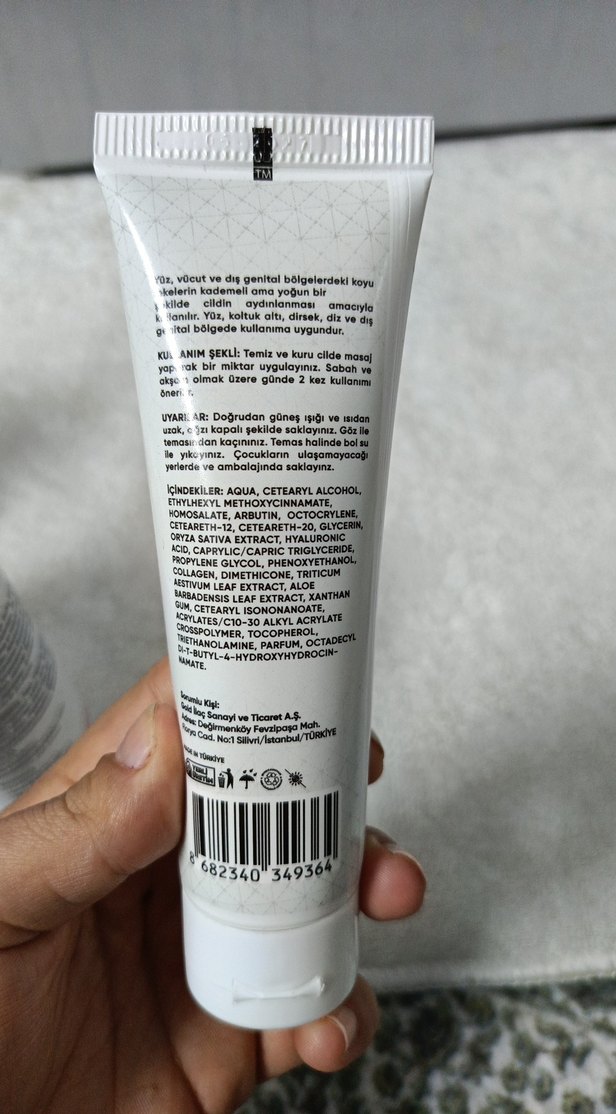 TM
Yüz, vücut ve dış genital bölgelerdeki koyu
lekelerin kademeli ama yoğun bir
şekilde cildin aydınlanması amacıyla
kullanılır. Yüz, koltuk altı, dirsek, diz ve dış
genital bölgede kullanıma uygundur.
KULLANIM ŞEKLİ: Temiz ve kuru cilde masaj
yaparak bir miktar uygulayınız. Sabah ve
akşam olmak üzere günde 2 kez kullanımı
önerilir.
UYARILAR: Doğrudan güneş ışığı ve ısıdan
uzak, ağzı kapalı şekilde saklayınız. Göz ile
temasından kaçınınız. Temas halinde bol su
ile yıkayınız. Çocukların ulaşamayacağı
yerlerde ve ambalajında saklayınz.
İÇİNDEKİLER: AQUA, CETEARYL ALCOHOL,
ETHYLHEXYL METHOXYCINNAMATE,
HOMOSALATE, ARBUTIN, OCTOCRYLENE,
CETEARETH-12, CETEARETH-20, GLYCERIN,
ORYZA SATIVA EXTRACT, HYALURONIC
ACID, CAPRYLIC/CAPRIC TRIGLYCERIDE,
PROPYLENE GLYCOL, PHENOXYETHANOL,
COLLAGEN, DIMETHICONE, TRITICUM
AESTIVUM LEAF EXTRACT, ALOE
BARBADENSIS LEAF EXTRACT, XANTHAN
GUM, CETEARYL ISONONANOATE,
ACRYLATES/C10-30 ALKYL ACRYLATE
CROSSPOLYMER, TOCOPHEROL,
TRIETHANOLAMINE, PARFUM, OCTADECYL
DI-T-BUTYL-4-HYDROXYHYDROCIN-
NAMATE.
Sorumlu Kişi:
Gold İlaç Sanayi ve Ticaret A.Ş.
Adres: Değirmenköy Fevzipaşa Mah.
Cad. No:1 Silivri/İstanbul/TÜRKİYE
MADE IN TÜRKİYE
YERLİ
ÜRETİM
8 682340 349364